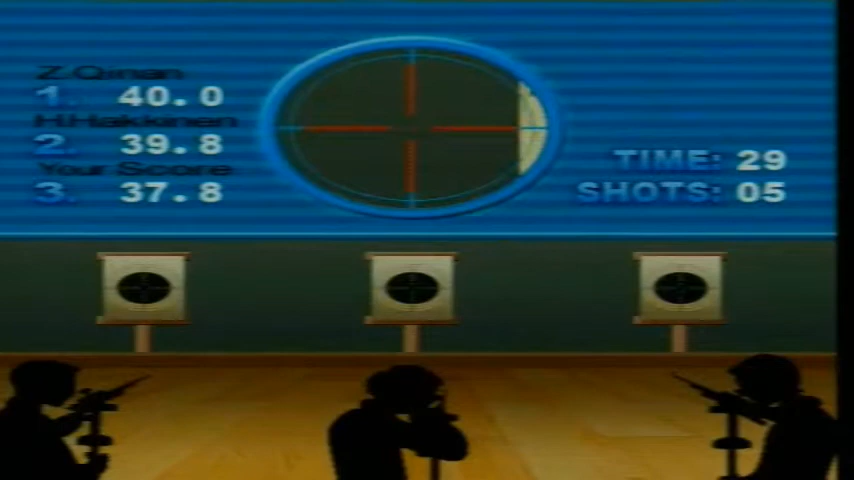 Z.Qinan
1. 40.0
H.Hakkinen
2. 39.8
Your Score
3. 37.8
TIME: 29
SHOTS: 05